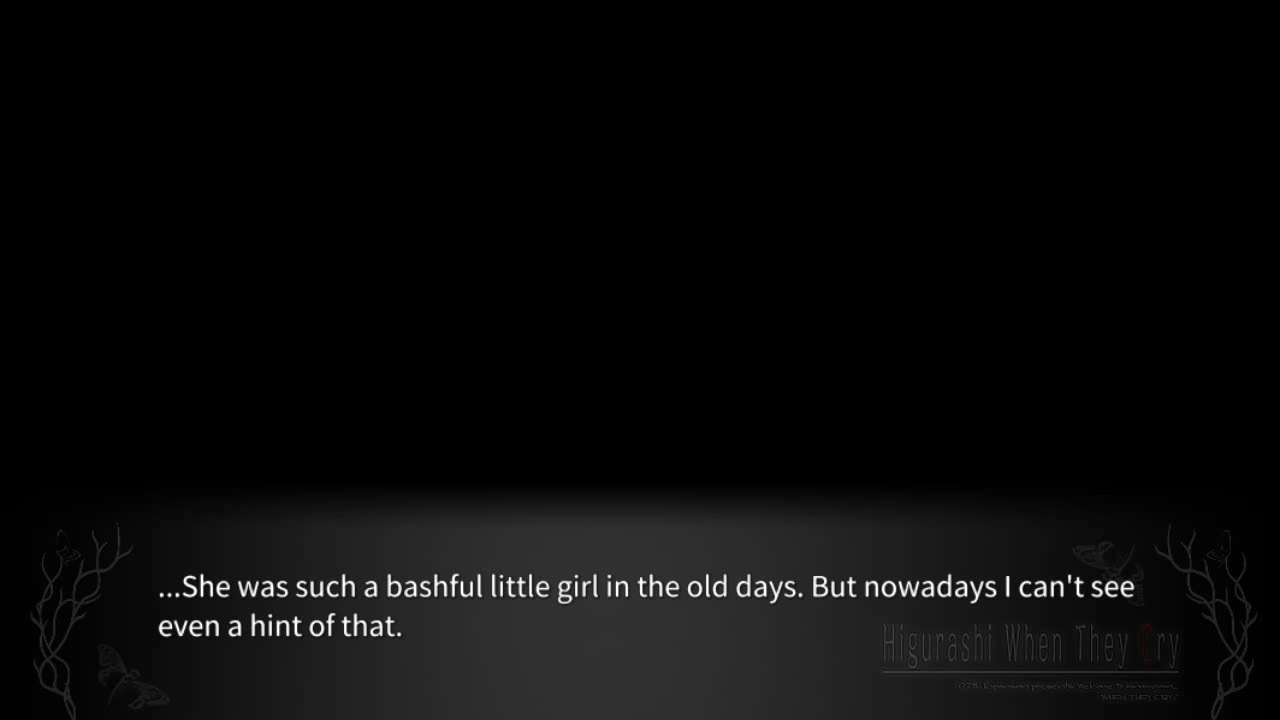 ...She was such a bashful little girl in the old days. But nowadays I can't see
even a hint of that.
Higurashi When They Cry